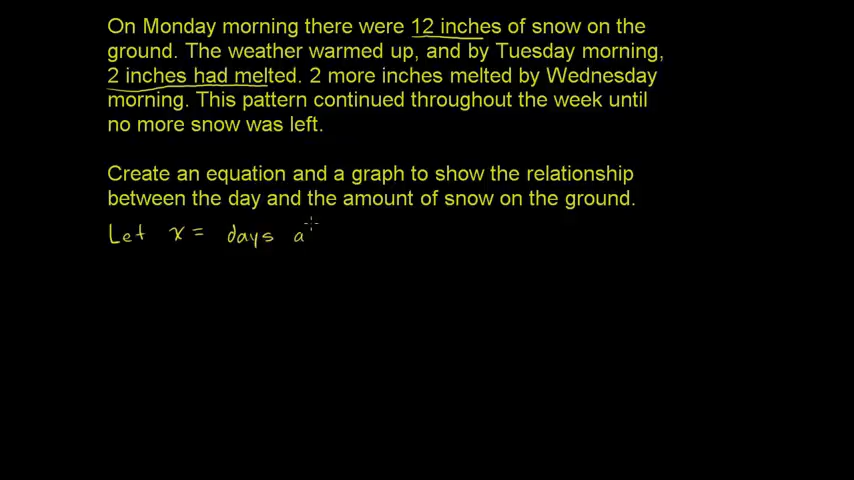 On Monday morning there were 12 inches of snow on the
ground. The weather warmed up, and by Tuesday morning,
2 inches had melted. 2 more inches melted by Wednesday
morning. This pattern continued throughout the week until
no more snow was left.
Create an equation and a graph to show the relationship
between the day and the amount of snow on the ground.
Let x = days a